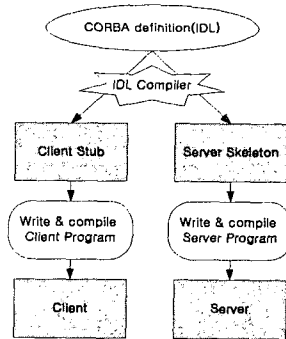 CORBA definition(IDL)
IDL Compiler
Client Stub
Server Skeleton
Write & compile
Client Program
Write & compile
Server Program
Client
Server